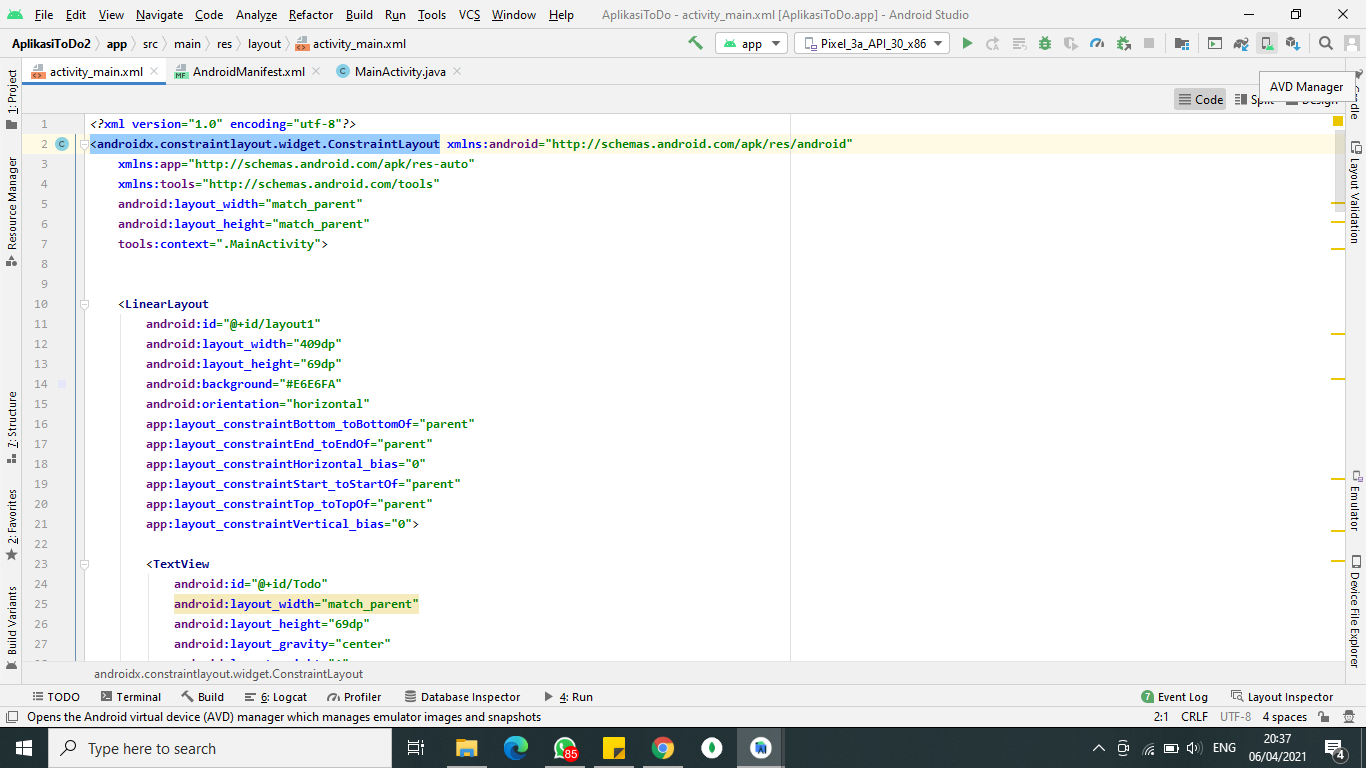 File Edit View Navigate Code Analyze Refactor Build Run Tools VCS Window Help AplikasiToDo - activity_main.xml [AplikasiToDo.app] - Android Studio
AplikasiToDo2 app src main res layout activity_main.xml app Pixel_3a_API_30_x86
activity_main.xml AndroidManifest.xml MainActivity.java
AVD Manager
Code Split Design
1: Project
Resource Manager
7: Structure
2: Favorites
Build Variants
1 <?xml version="1.0" encoding="utf-8"?>
2 <androidx.constraintlayout.widget.ConstraintLayout xmlns:android="http://schemas.android.com/apk/res/android"
3 xmlns:app="http://schemas.android.com/apk/res-auto"
4 xmlns:tools="http://schemas.android.com/tools"
5 android:layout_width="match_parent"
6 android:layout_height="match_parent"
7 tools:context=".MainActivity">
8
9
10 <LinearLayout
11 android:id="@+id/layout1"
12 android:layout_width="409dp"
13 android:layout_height="69dp"
14 android:background="#E6E6FA"
15 android:orientation="horizontal"
16 app:layout_constraintBottom_toBottomOf="parent"
17 app:layout_constraintEnd_toEndOf="parent"
18 app:layout_constraintHorizontal_bias="0"
19 app:layout_constraintStart_toStartOf="parent"
20 app:layout_constraintTop_toTopOf="parent"
21 app:layout_constraintVertical_bias="0">
22
23 <TextView
24 android:id="@+id/Todo"
25 android:layout_width="match_parent"
26 android:layout_height="69dp"
27 android:layout_gravity="center"
Layout Validation
Emulator
Device File Explorer
androidx.constraintlayout.widget.ConstraintLayout
TODO Terminal Build 6: Logcat Profiler Database Inspector 4: Run 7 Event Log Layout Inspector
Opens the Android virtual device (AVD) manager which manages emulator images and snapshots 2:1 CRLF UTF-8 4 spaces
Type here to search 85 ENG 20:37
06/04/2021 4